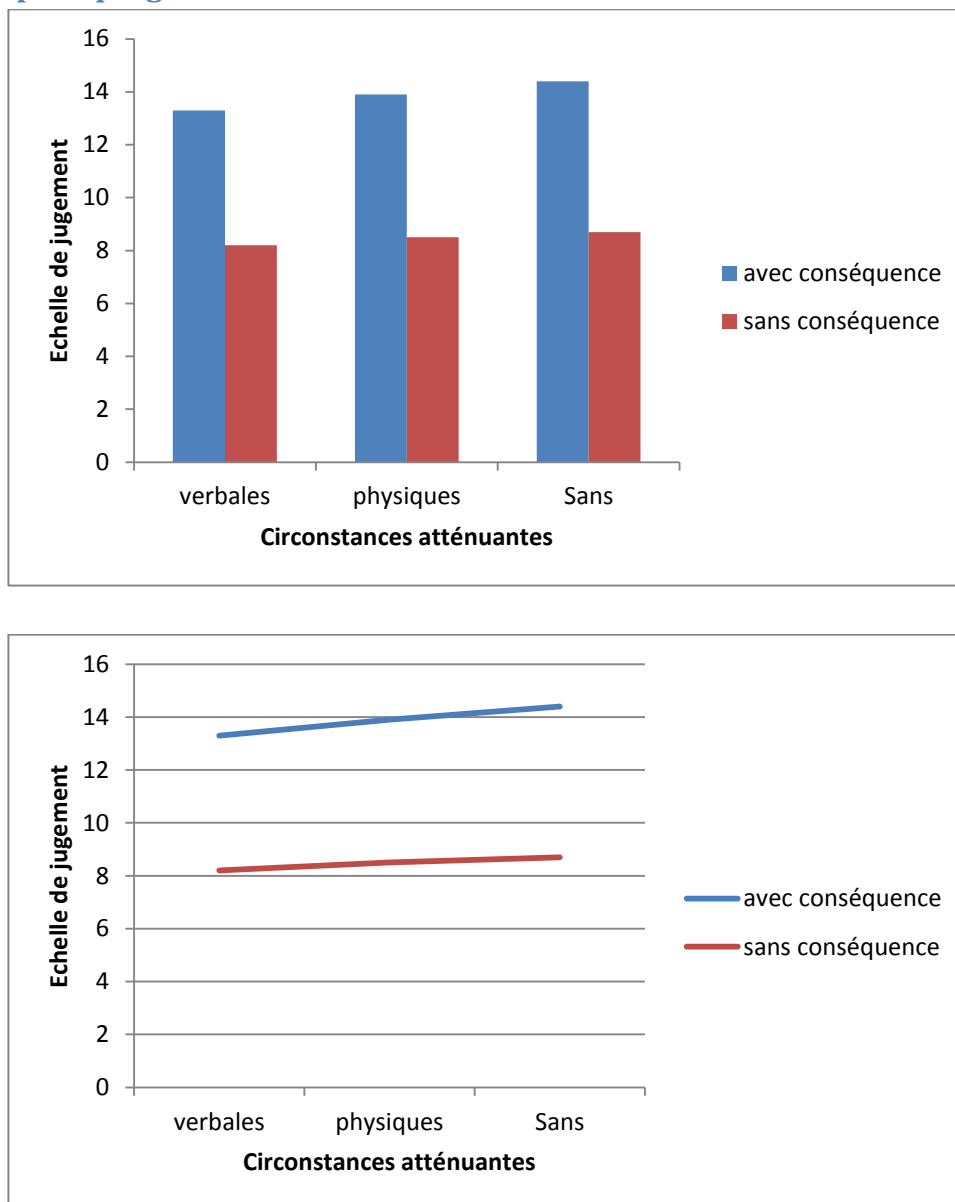 16
14
12
10
8
6
4
2
0
Echelle de jugement
verbales
physiques
Sans
Circonstances atténuantes
avec conséquence
sans conséquence
16
14
12
10
8
6
4
2
0
Echelle de jugement
verbales
physiques
Sans
Circonstances atténuantes
avec conséquence
sans conséquence